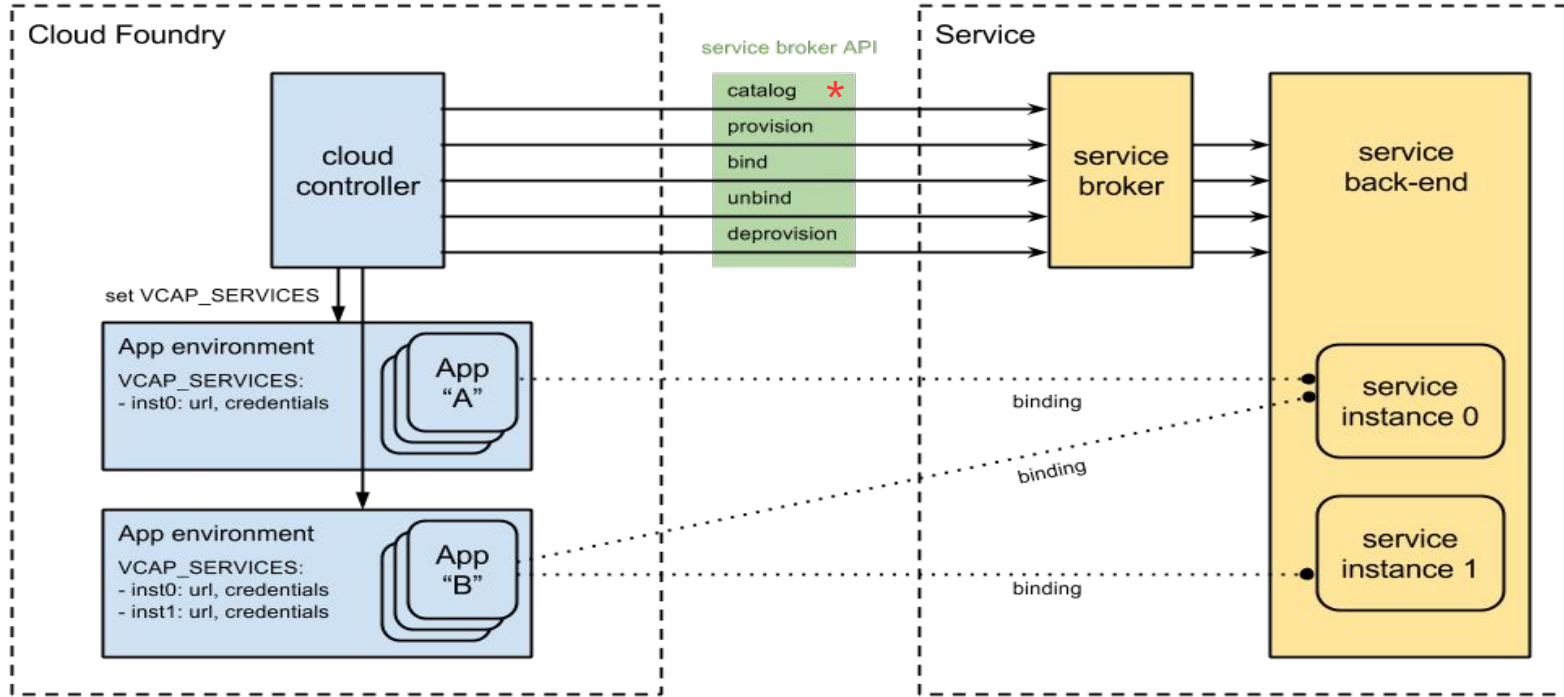 Cloud Foundry
service broker API
Service
catalog *
provision
bind
unbind
deprovision
cloud
controller
service
broker
service
back-end
set VCAP_SERVICES
App environment
VCAP_SERVICES:
- inst0: url, credentials
App
“A”
binding
service
instance 0
binding
App environment
VCAP_SERVICES:
- inst0: url, credentials
- inst1: url, credentials
App
“B”
binding
service
instance 1